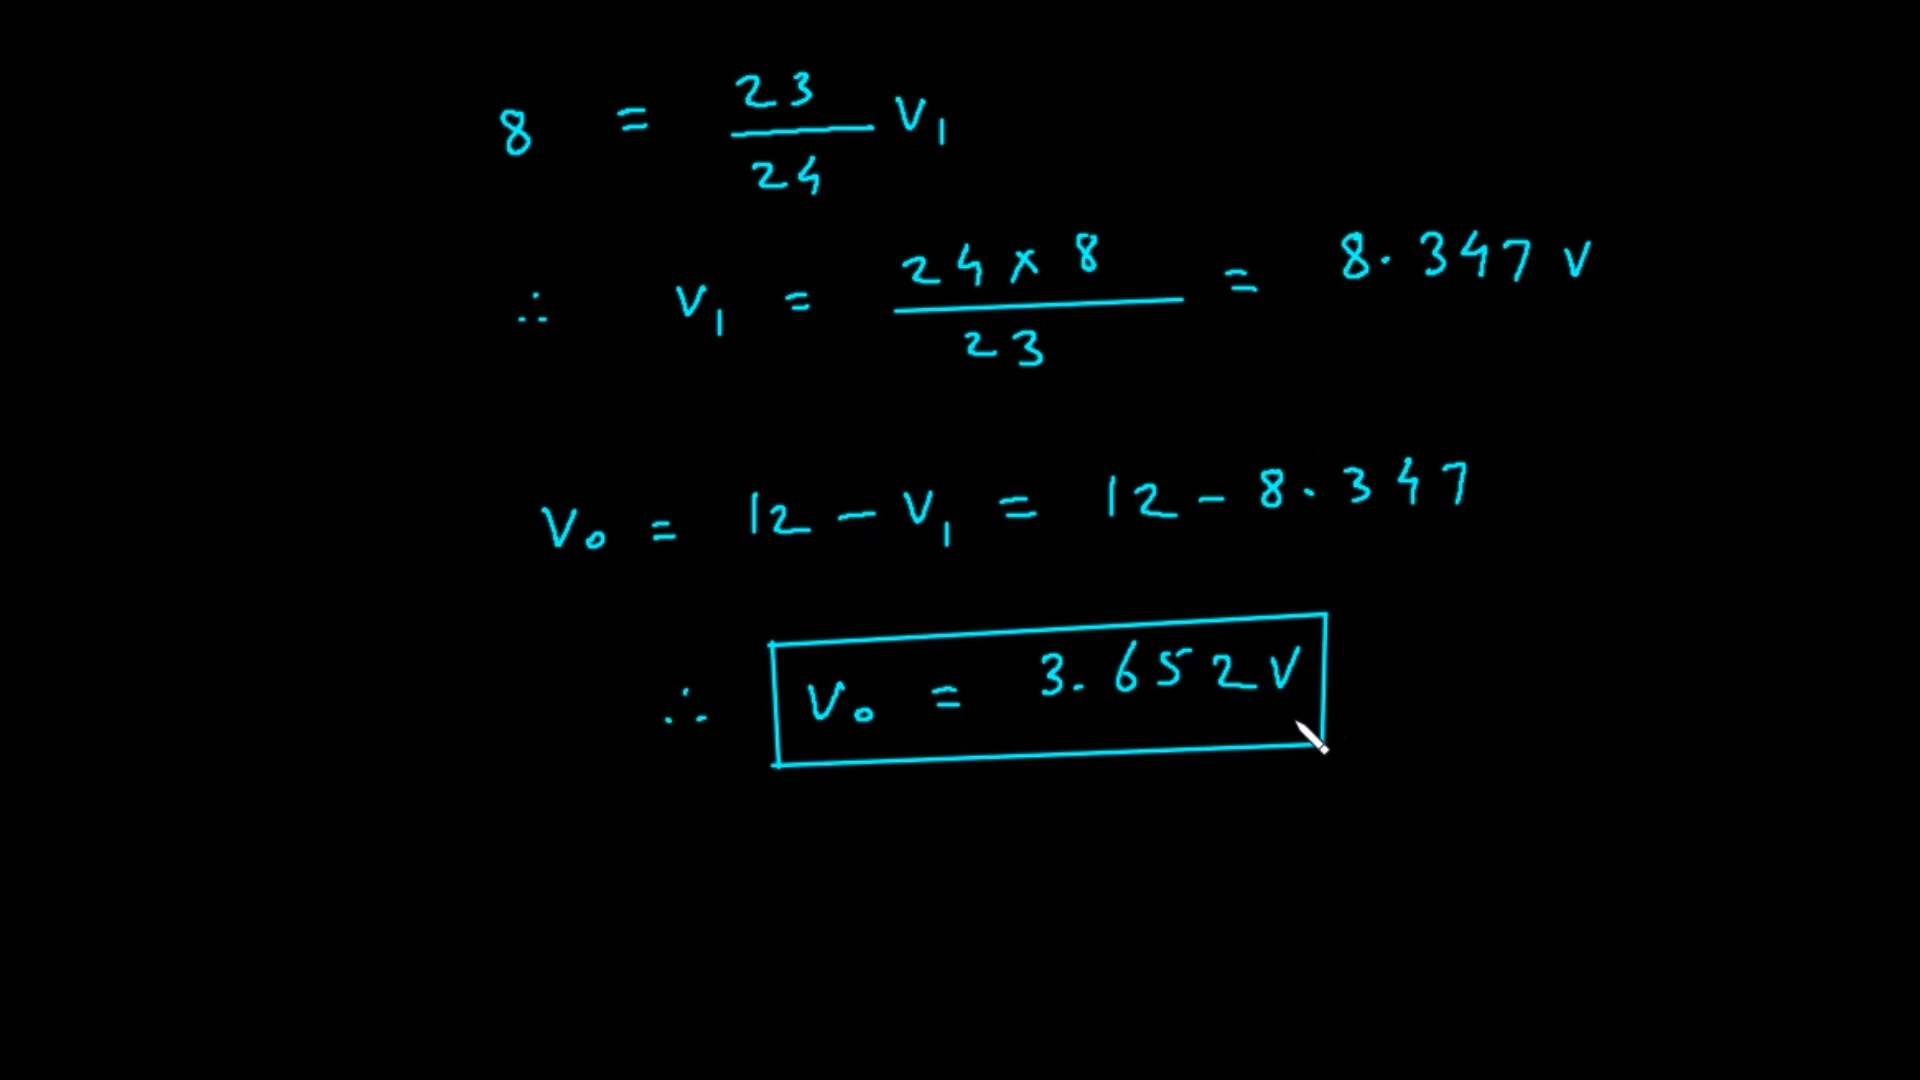 8 = 23/24 V₁
∴ V₁ = 24 × 8 / 23 = 8.347 V
V₀ = 12 − V₁ = 12 − 8.347
∴ V₀ = 3.652 V